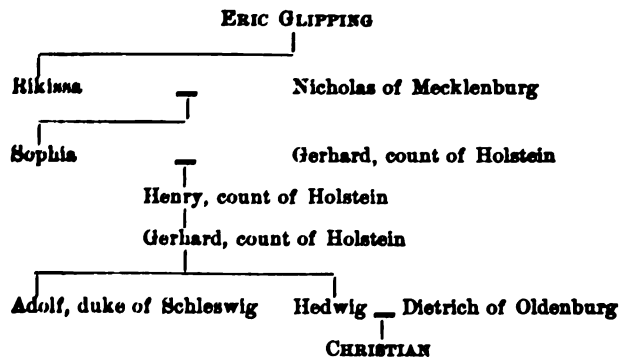 ERIC GLIPPING
Rikissa Nicholas of Mecklenburg
Sophia Gerhard, count of Holstein
Henry, count of Holstein
Gerhard, count of Holstein
Adolf, duke of Schleswig Hedwig Dietrich of Oldenburg
CHRISTIAN